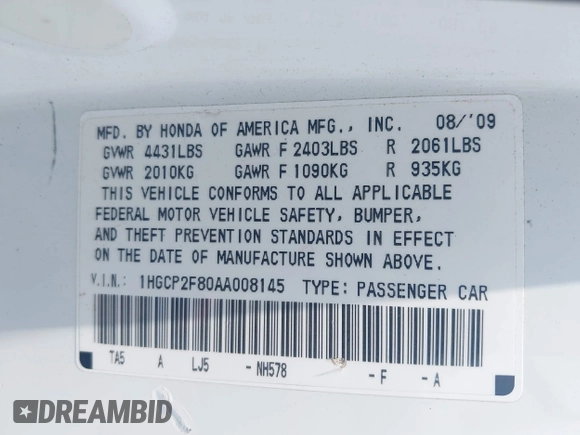 MFD. BY HONDA OF AMERICA MFG., INC. 08/'09
GVWR 4431LBS GAWR F 2403LBS R 2061LBS
GVWR 2010KG GAWR F 1090KG R 935KG
THIS VEHICLE CONFORMS TO ALL APPLICABLE
FEDERAL MOTOR VEHICLE SAFETY, BUMPER,
AND THEFT PREVENTION STANDARDS IN EFFECT
ON THE DATE OF MANUFACTURE SHOWN ABOVE.
V.I.N.: 1HGCP2F80AA008145 TYPE: PASSENGER CAR
TA5 A LJ5 -NH578 -F -A
DREAMBID